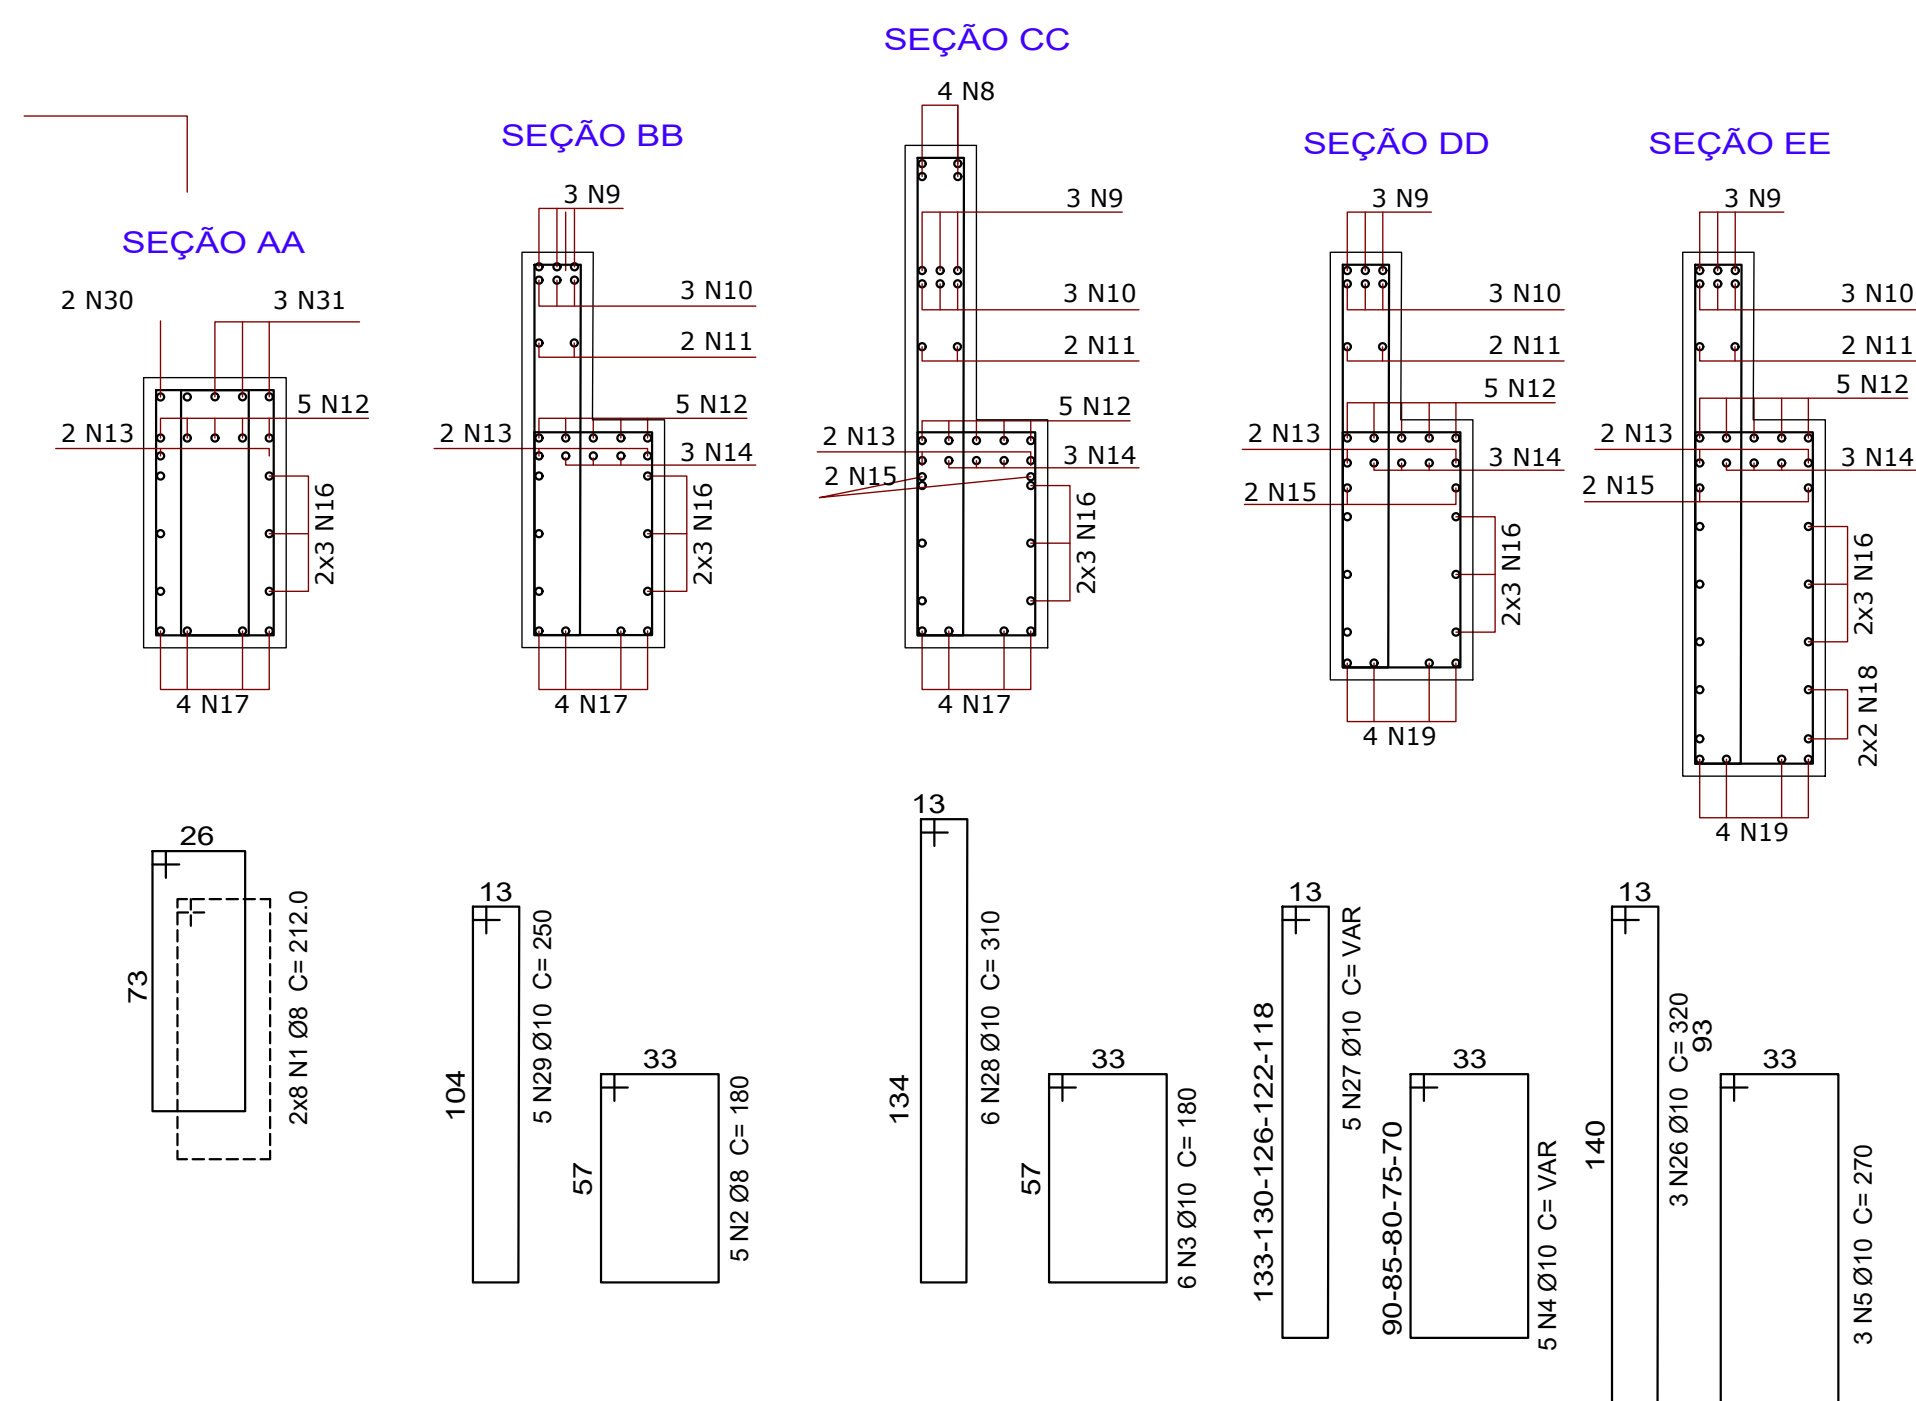 SEÇÃO AA
2 N30
3 N31
5 N12
2 N13
2x3 N16
4 N17
26
73
2x8 N1 Ø8 C= 212.0
SEÇÃO BB
3 N9
3 N10
2 N11
5 N12
2 N13
3 N14
2x3 N16
4 N17
13
104
5 N29 Ø10 C= 250
33
57
5 N2 Ø8 C= 180
SEÇÃO CC
4 N8
3 N9
3 N10
2 N11
5 N12
2 N13
3 N14
2 N15
2x3 N16
4 N17
13
134
6 N28 Ø10 C= 310
33
57
6 N3 Ø10 C= 180
SEÇÃO DD
3 N9
3 N10
2 N11
5 N12
2 N13
3 N14
2 N15
2x3 N16
4 N19
13
133-130-126-122-118
5 N27 Ø10 C= VAR
33
90-85-80-75-70
5 N4 Ø10 C= VAR
SEÇÃO EE
3 N9
3 N10
2 N11
5 N12
2 N13
3 N14
2 N15
2x3 N16
2x2 N18
4 N19
13
140
3 N26 Ø10 C= 320
93
33
3 N5 Ø10 C= 270